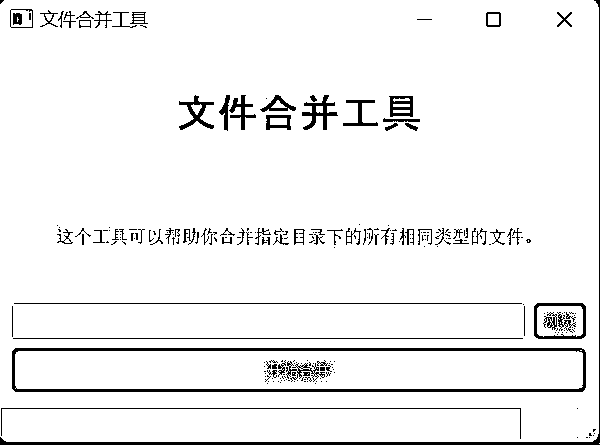 文件合并工具
文件合并工具
这个工具可以帮助你合并指定目录下的所有相同类型的文件。
浏览
开始合并